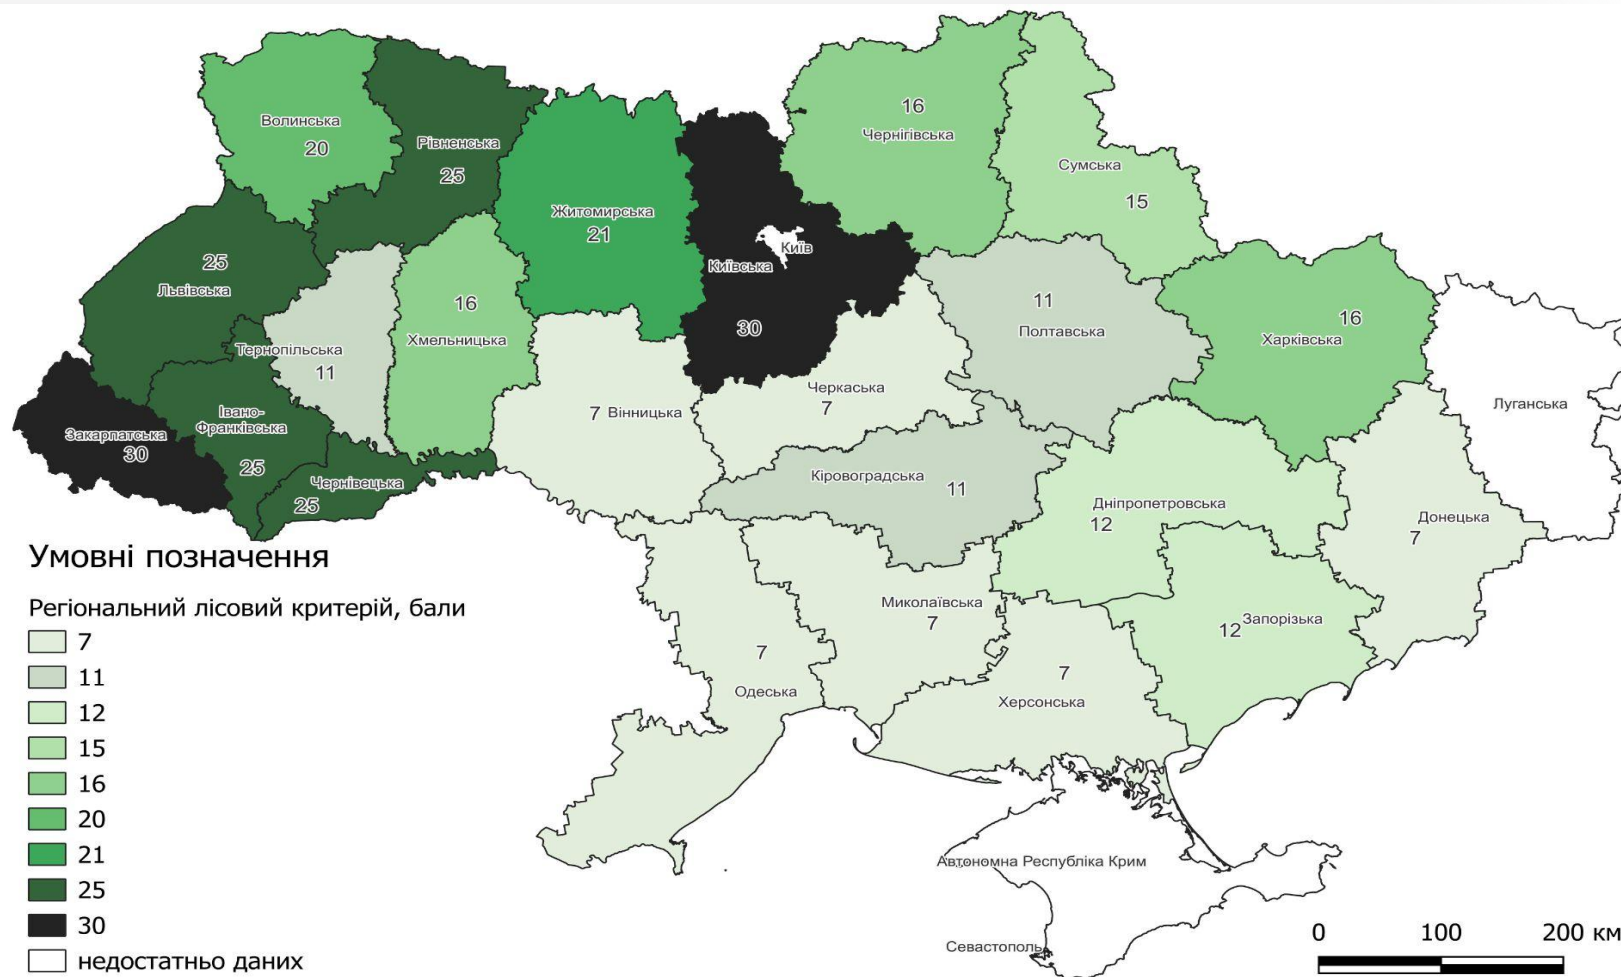 Волинська
20
Рівненська
25
Житомирська
21
16
Чернігівська
Сумська
15
Київ
Київська
30
25
Львівська
Тернопільська
11
16
Хмельницька
11
Полтавська
16
Харківська
Луганська
Закарпатська
30
Івано-
Франківська
25
Чернівецька
25
7 Вінницька
Черкаська
7
Кіровоградська 11
Дніпропетровська
12
Донецька
7
7
Одеська
Миколаївська
7
7
Херсонська
12 Запорізька
Автономна Республіка Крим
Севастополь
Умовні позначення
Регіональний лісовий критерій, бали
7
11
12
15
16
20
21
25
30
недостатньо даних
0 100 200 км